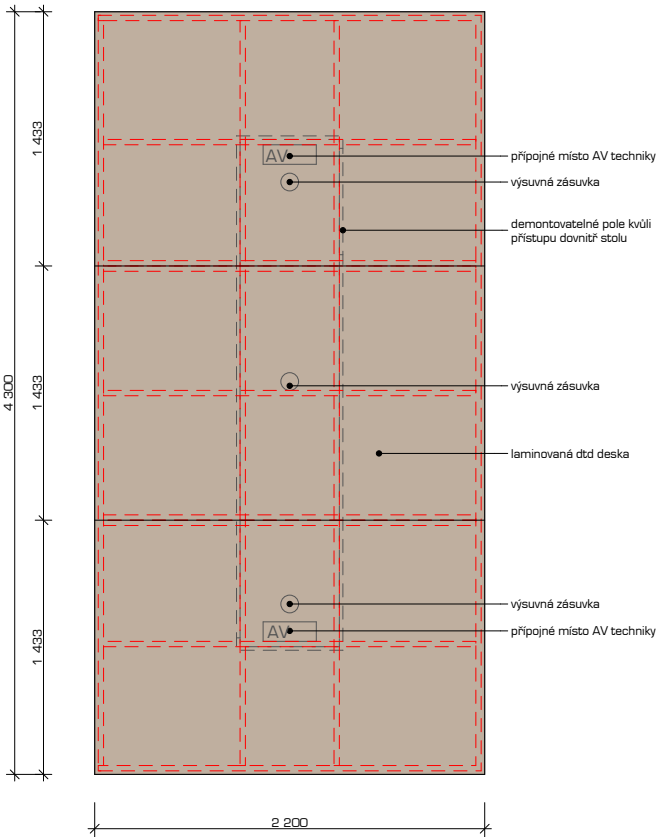 1 433
AV
přípojné místo AV techniky
výsuvná zásuvka
demontovatelné pole kvůli
přístupu dovnitř stolu
4 300
1 433
výsuvná zásuvka
laminovaná dtd deska
výsuvná zásuvka
1 433
AV
přípojné místo AV techniky
2 200